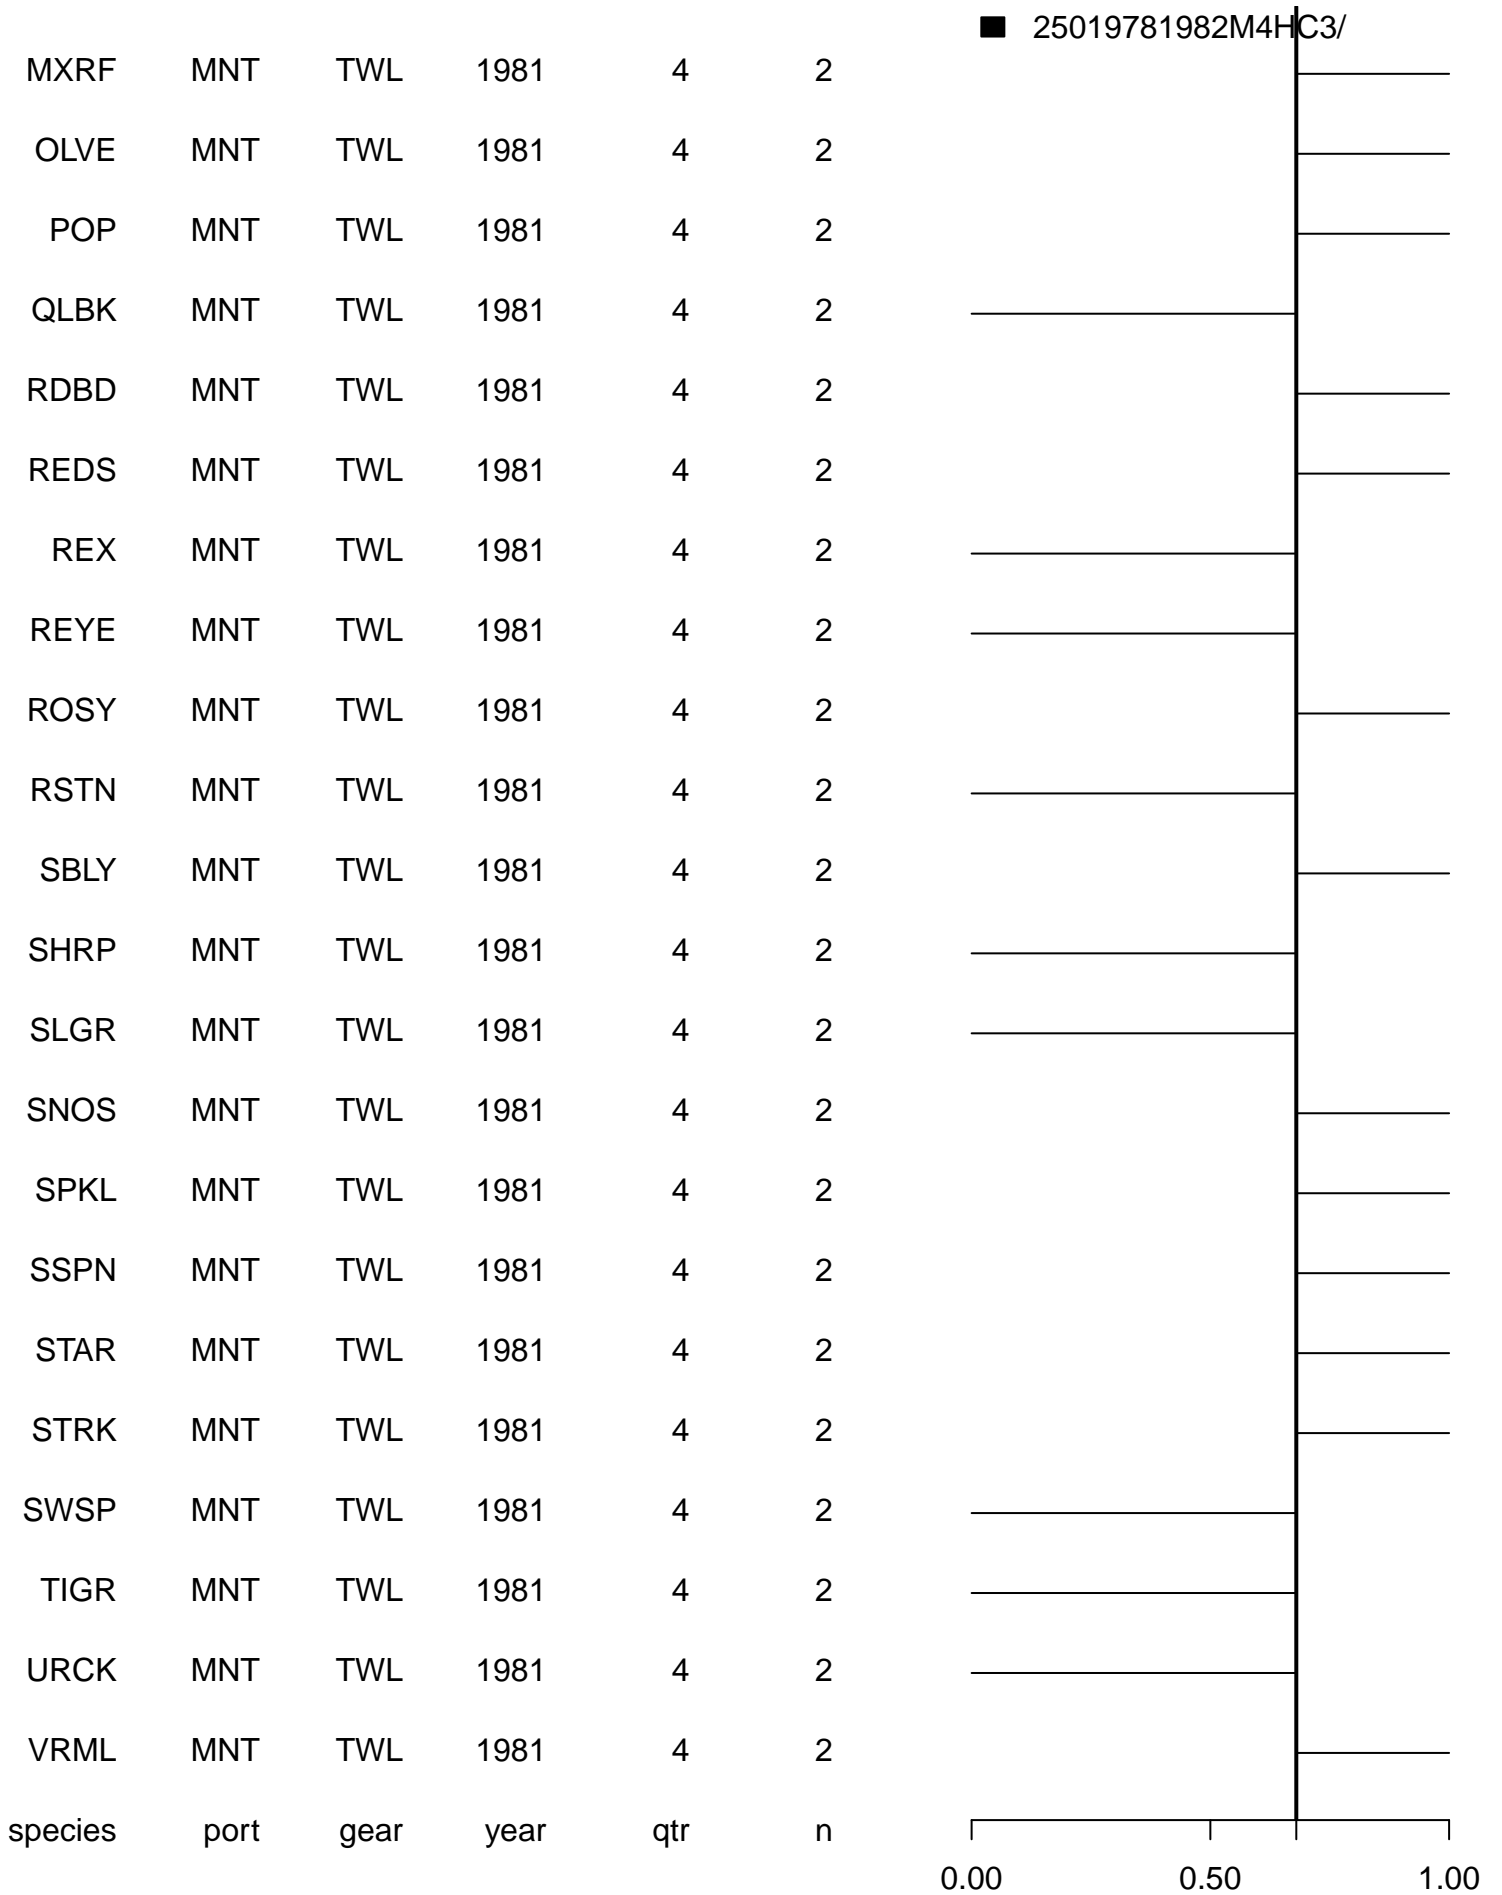 25019781982M4HC3/
MXRF MNT TWL 1981 4 2
OLVE MNT TWL 1981 4 2
POP MNT TWL 1981 4 2
QLBK MNT TWL 1981 4 2
RDBD MNT TWL 1981 4 2
REDS MNT TWL 1981 4 2
REX MNT TWL 1981 4 2
REYE MNT TWL 1981 4 2
ROSY MNT TWL 1981 4 2
RSTN MNT TWL 1981 4 2
SBLY MNT TWL 1981 4 2
SHRP MNT TWL 1981 4 2
SLGR MNT TWL 1981 4 2
SNOS MNT TWL 1981 4 2
SPKL MNT TWL 1981 4 2
SSPN MNT TWL 1981 4 2
STAR MNT TWL 1981 4 2
STRK MNT TWL 1981 4 2
SWSP MNT TWL 1981 4 2
TIGR MNT TWL 1981 4 2
URCK MNT TWL 1981 4 2
VRML MNT TWL 1981 4 2
species port gear year qtr n
0.00 0.50 1.00